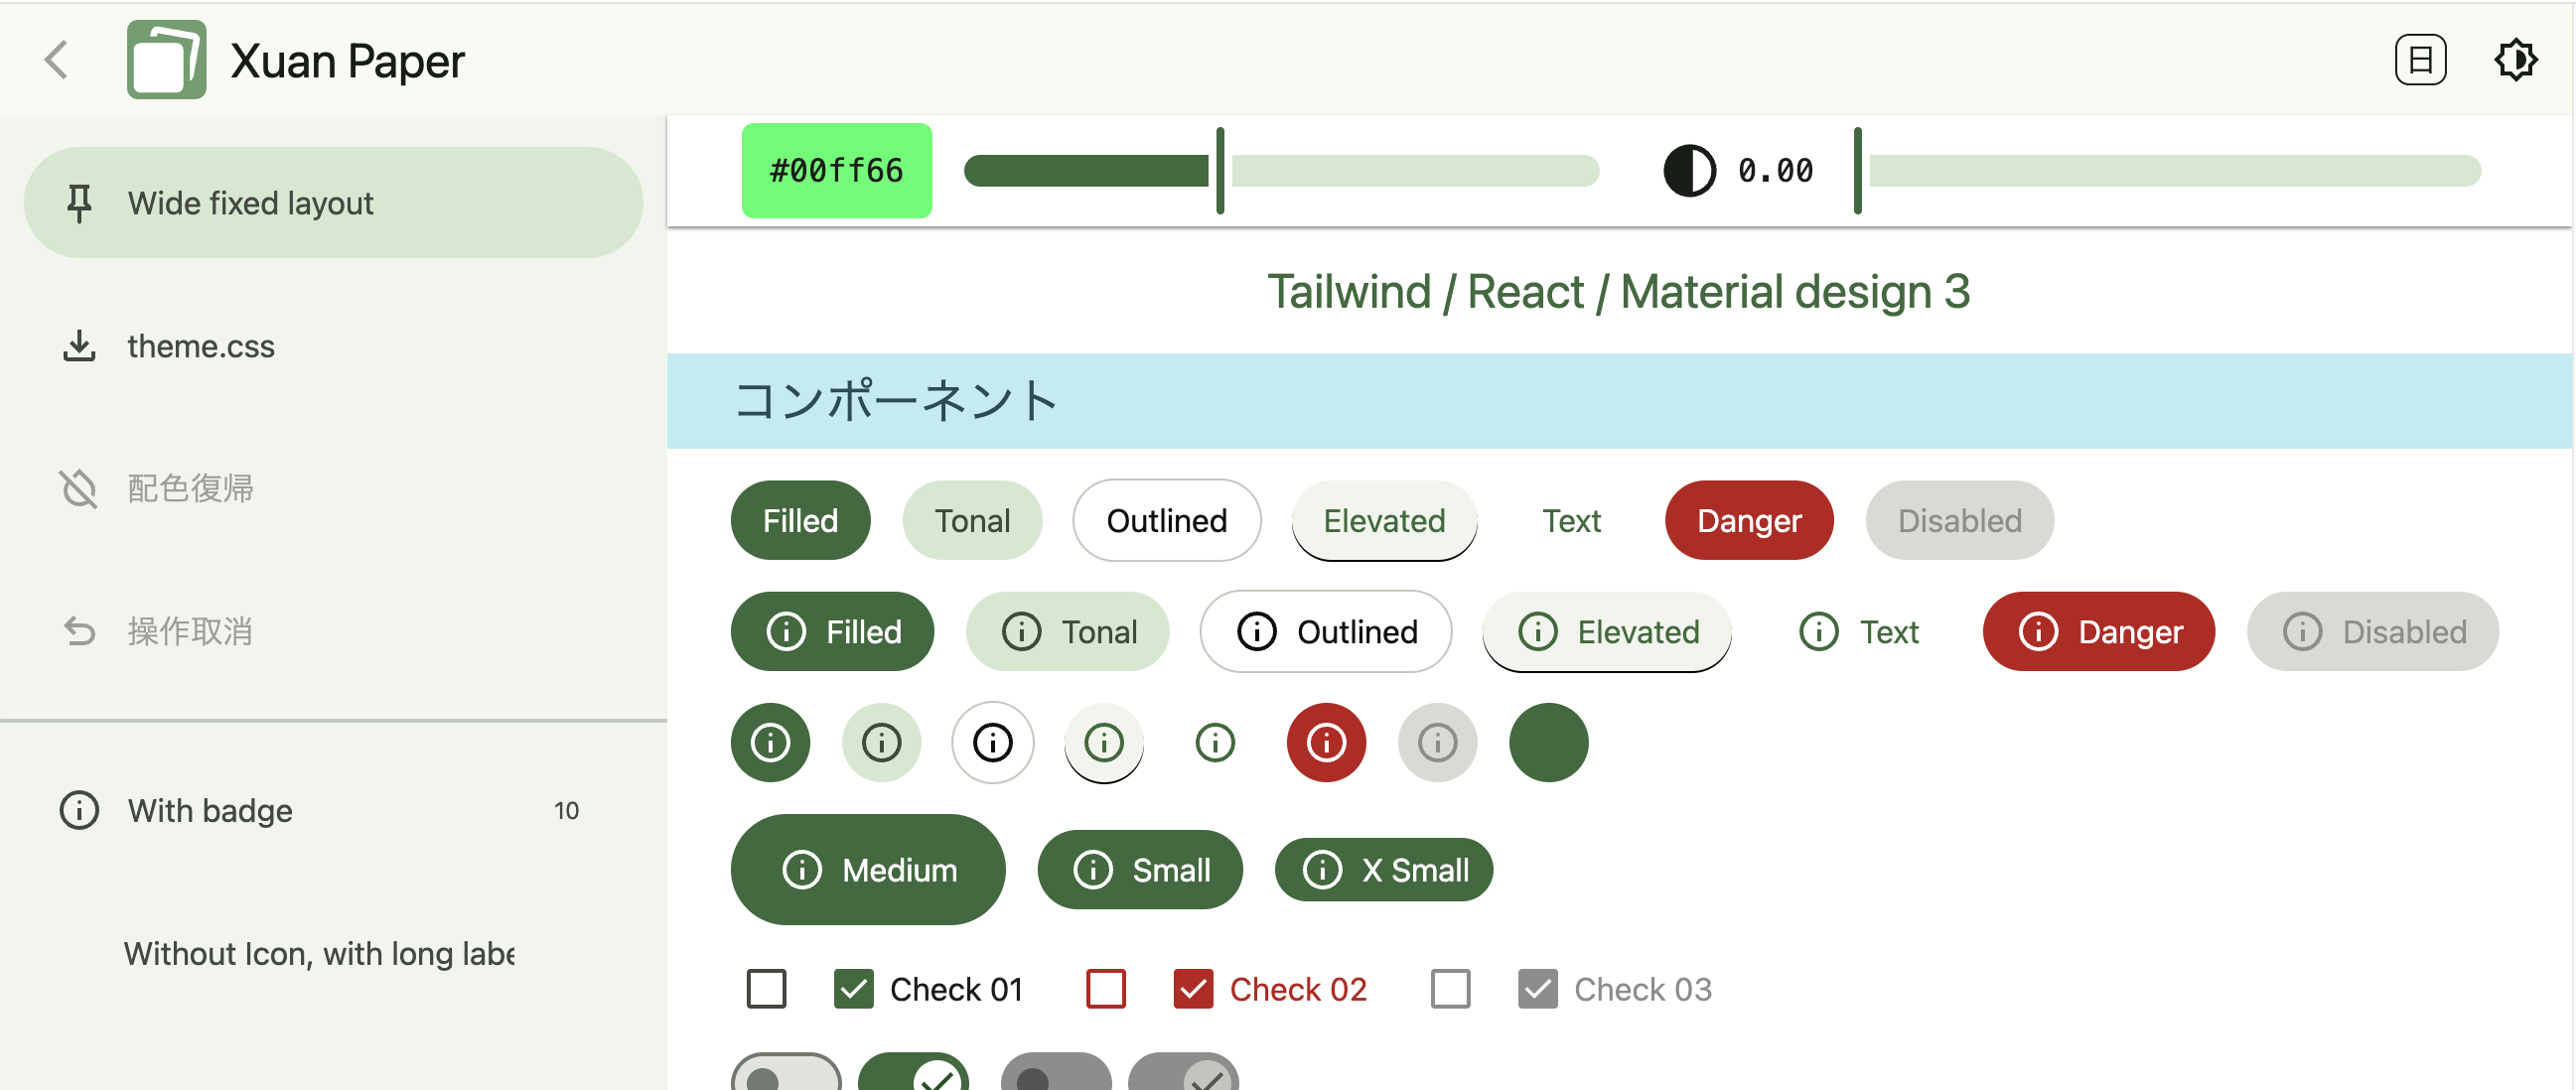 Xuan Paper
日
Wide fixed layout
theme.css
配色復帰
操作取消
With badge 10
Without Icon, with long labe
#00ff66 0.00
Tailwind / React / Material design 3
コンポーネント
Filled Tonal Outlined Elevated Text Danger Disabled
Filled Tonal Outlined Elevated Text Danger Disabled
Medium Small X Small
Check 01 Check 02 Check 03